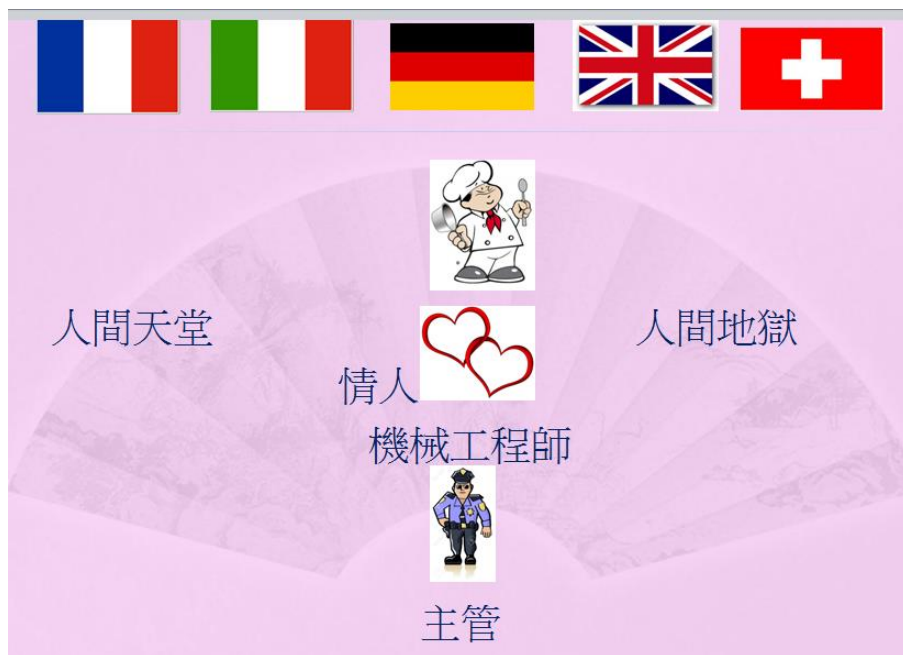 人間天堂
人間地獄
情人
機械工程師
主管